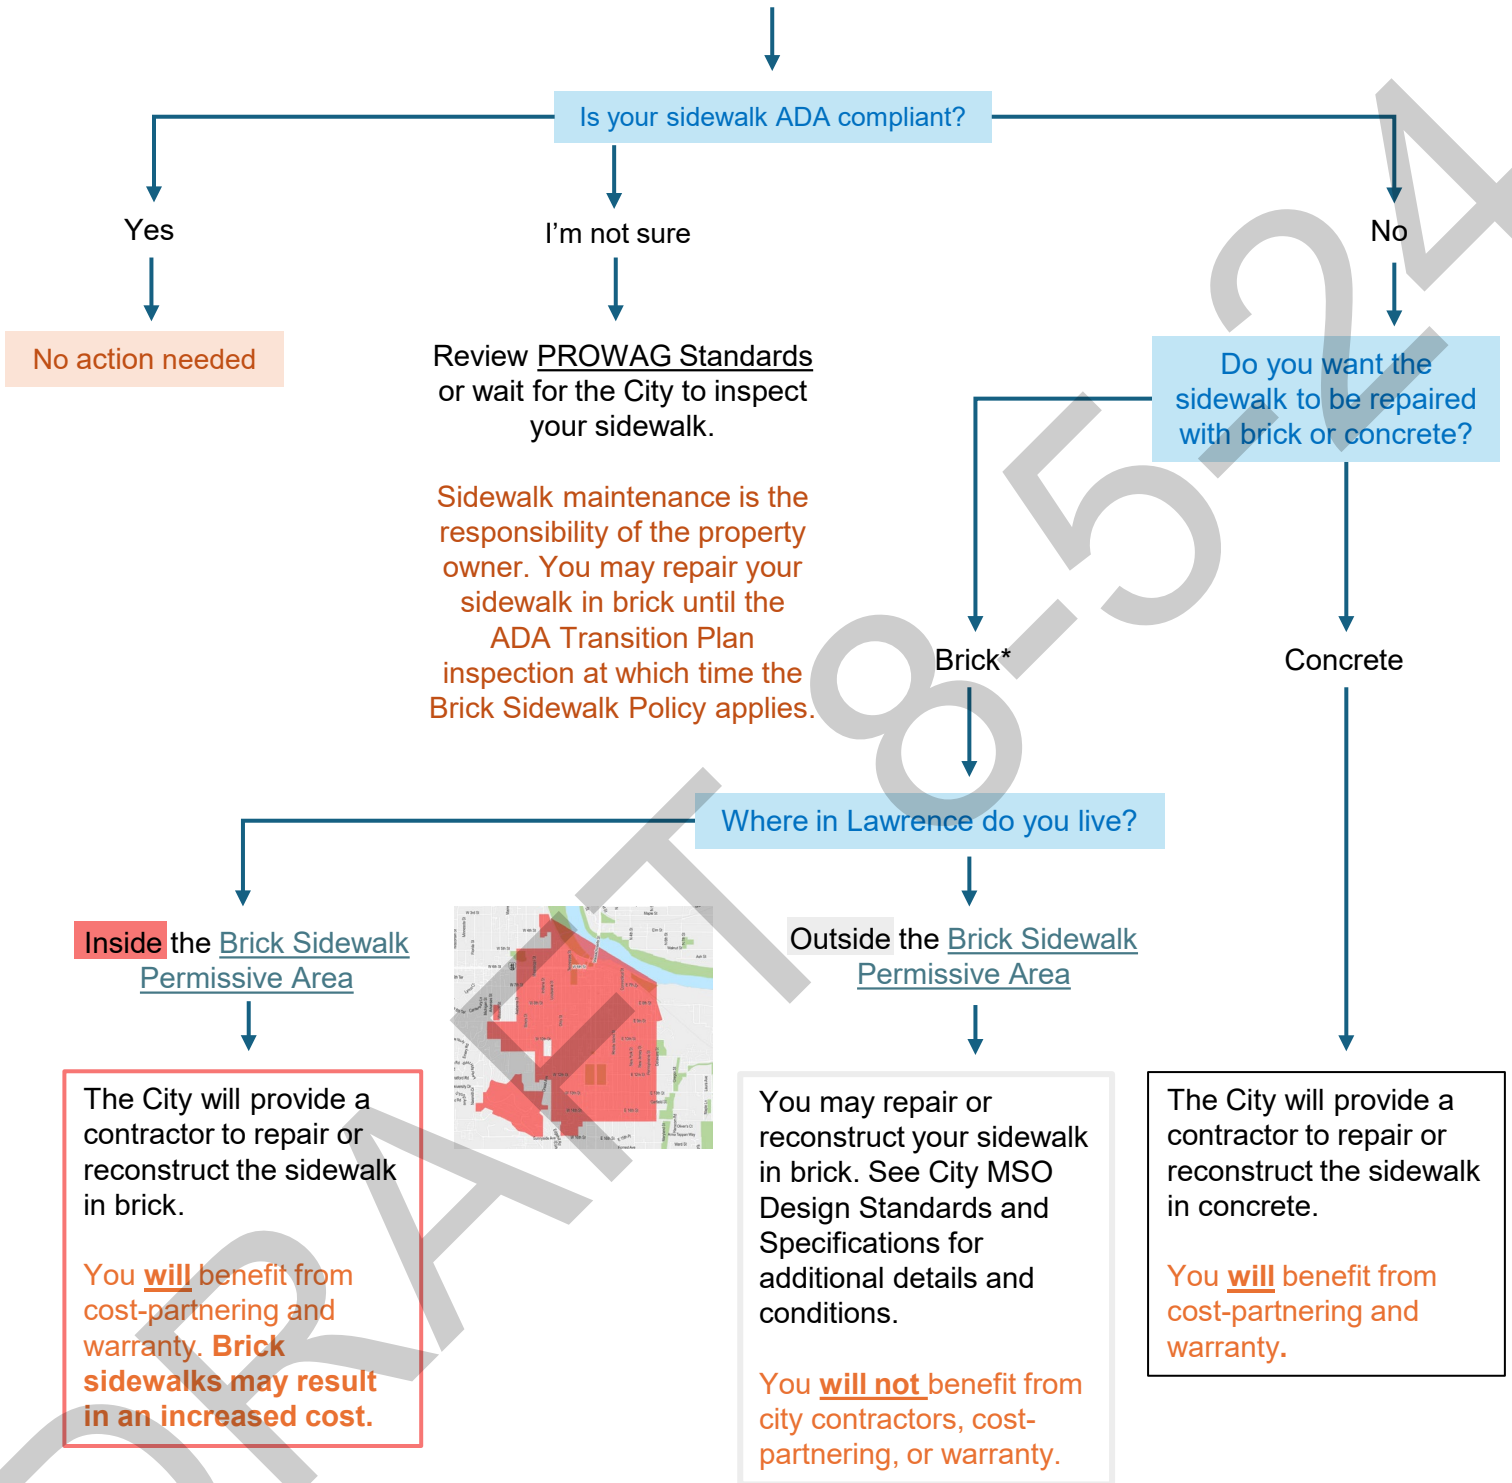 Is your sidewalk ADA compliant?
Yes
I'm not sure
No
No action needed
Review PROWAG Standards
or wait for the City to inspect
your sidewalk.
Sidewalk maintenance is the
responsibility of the property
owner. You may repair your
sidewalk in brick until the
ADA Transition Plan
inspection at which time the
Brick Sidewalk Policy applies.
Do you want the
sidewalk to be repaired
with brick or concrete?
Brick*
Concrete
Where in Lawrence do you live?
Inside the Brick Sidewalk
Permissive Area
Outside the Brick Sidewalk
Permissive Area
The City will provide a
contractor to repair or
reconstruct the sidewalk
in brick.
You will benefit from
cost-partnering and
warranty. Brick
sidewalks may result
in an increased cost.
You may repair or
reconstruct your sidewalk
in brick. See City MSO
Design Standards and
Specifications for
additional details and
conditions.
You will not benefit from
city contractors, cost-
partnering, or warranty.
The City will provide a
contractor to repair or
reconstruct the sidewalk
in concrete.
You will benefit from
cost-partnering and
warranty.
DRAFT 8-5-24